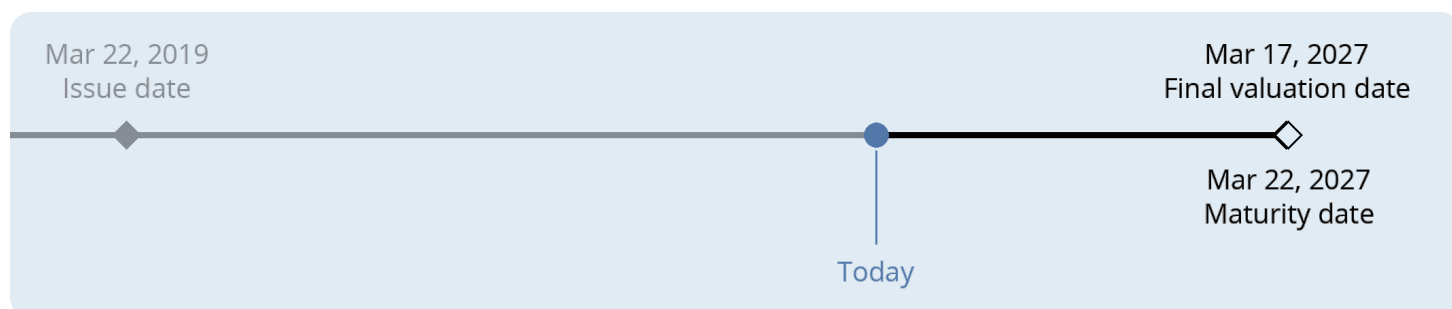 Mar 22, 2019
Issue date
Mar 17, 2027
Final valuation date
Mar 22, 2027
Maturity date
Today